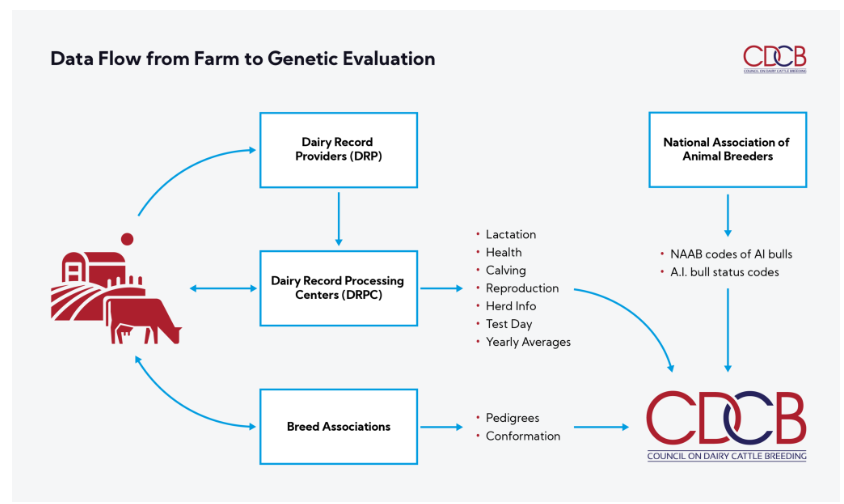 Data Flow from Farm to Genetic Evaluation
CDCB
COUNCIL ON DAIRY CATTLE BREEDING
Dairy Record
Providers (DRP)
National Association of
Animal Breeders
Dairy Record Processing
Centers (DRPC)
• Lactation
• Health
• Calving
• Reproduction
• Herd Info
• Test Day
• Yearly Averages
• NAAB codes of AI bulls
• A.I. bull status codes
Breed Associations
• Pedigrees
• Conformation
CDCB
COUNCIL ON DAIRY CATTLE BREEDING